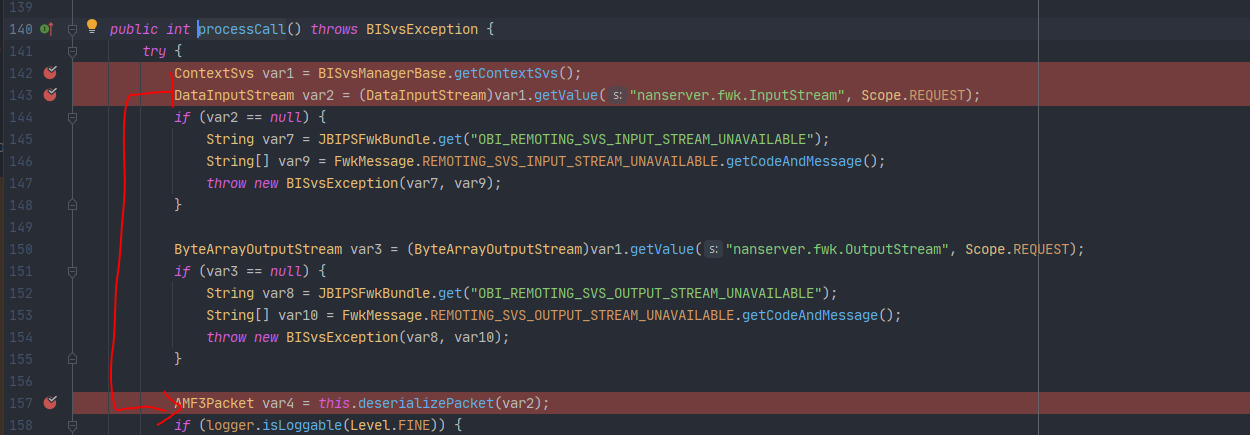 139
140 public int processCall() throws BISvsException {
141 try {
142 ContextSvs var1 = BISvsManagerBase.getContextSvs();
143 DataInputStream var2 = (DataInputStream)var1.getValue( s: "nanserver.fwk.InputStream", Scope.REQUEST);
144 if (var2 == null) {
145 String var7 = JBIPSFwkBundle.get("OBI_REMOTING_SVS_INPUT_STREAM_UNAVAILABLE");
146 String[] var9 = FwkMessage.REMOTING_SVS_INPUT_STREAM_UNAVAILABLE.getCodeAndMessage();
147 throw new BISvsException(var7, var9);
148 }
149
150 ByteArrayOutputStream var3 = (ByteArrayOutputStream)var1.getValue( s: "nanserver.fwk.OutputStream", Scope.REQUEST);
151 if (var3 == null) {
152 String var8 = JBIPSFwkBundle.get("OBI_REMOTING_SVS_OUTPUT_STREAM_UNAVAILABLE");
153 String[] var10 = FwkMessage.REMOTING_SVS_OUTPUT_STREAM_UNAVAILABLE.getCodeAndMessage();
154 throw new BISvsException(var8, var10);
155 }
156
157 AMF3Packet var4 = this.deserializePacket(var2);
158 if (logger.isLoggable(Level.FINE)) {